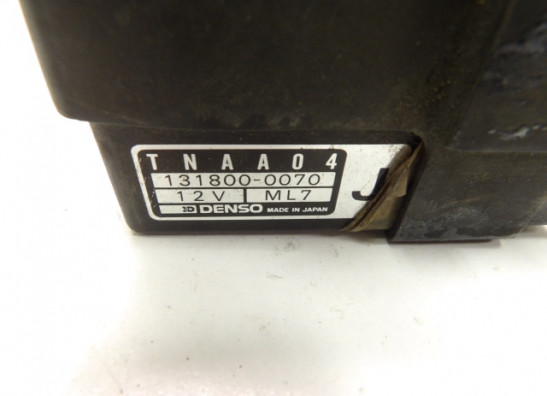 TNAA04
131800-0070
12V ML7
DENSO MADE IN JAPAN
J